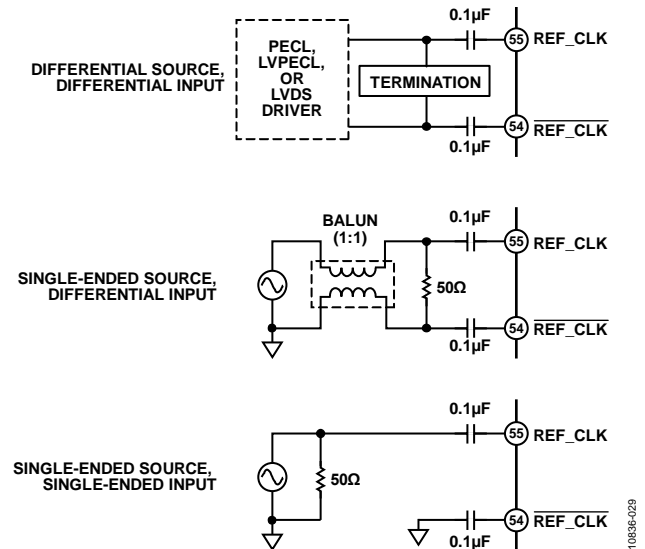 0.1µF
55 REF_CLK
DIFFERENTIAL SOURCE,
DIFFERENTIAL INPUT
PECL,
LVPECL,
OR
LVDS
DRIVER
TERMINATION
54 REF_CLK
0.1µF
BALUN
(1:1)
0.1µF
55 REF_CLK
SINGLE-ENDED SOURCE,
DIFFERENTIAL INPUT
50Ω
54 REF_CLK
0.1µF
0.1µF
55 REF_CLK
SINGLE-ENDED SOURCE,
SINGLE-ENDED INPUT
50Ω
54 REF_CLK
0.1µF
10836-029